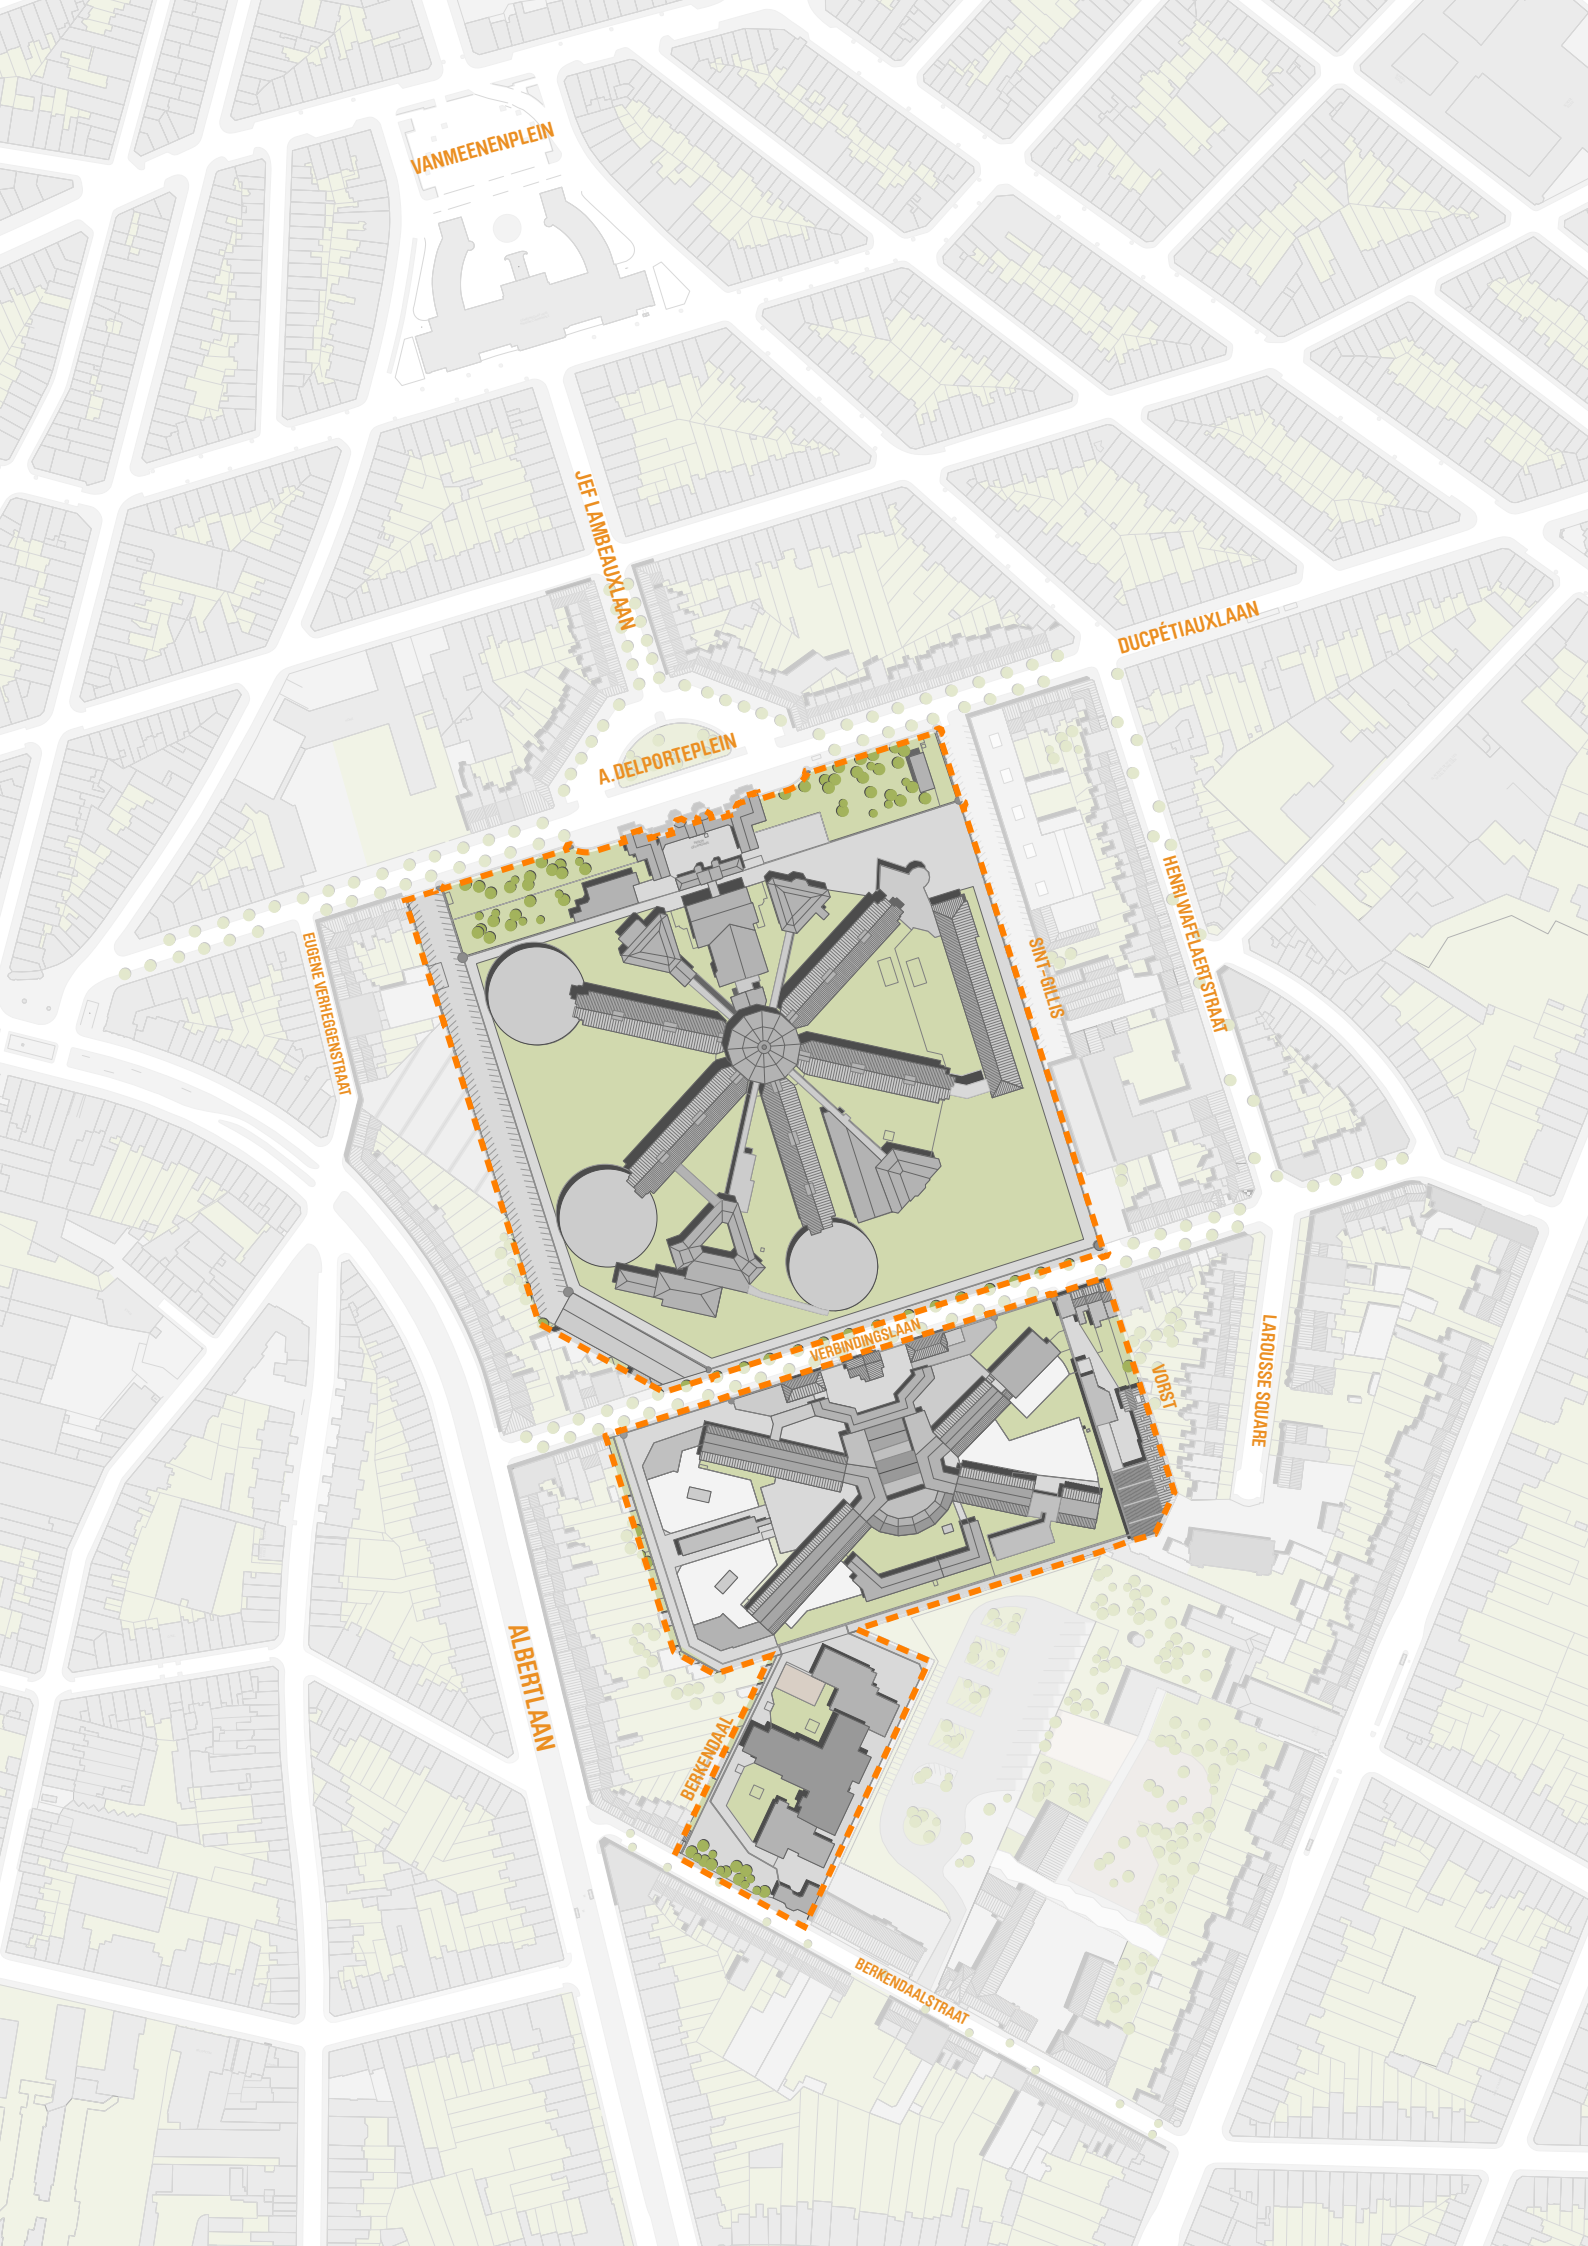 VANMEENENPLEIN
JEF LAMBEAUXLAAN
DUCPÉTIAUXLAAN
A.DELPORTEPLEIN
HENRI WAFELAERTSTRAAT
EUGENE VERHEGGENSTRAAT
SINT-GILLIS
VERBINDINGSLAAN
LAROUSSE SQUARE
VORST
ALBERTLAAN
BERKENDAAL
BERKENDAALSTRAAT